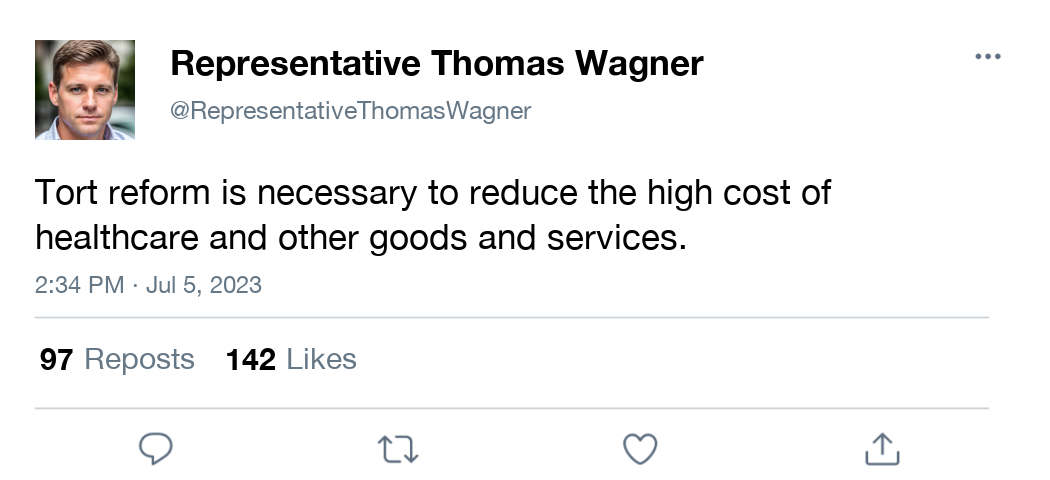 Representative Thomas Wagner
@RepresentativeThomasWagner
Tort reform is necessary to reduce the high cost of
healthcare and other goods and services.
2:34 PM · Jul 5, 2023
97 Reposts 142 Likes